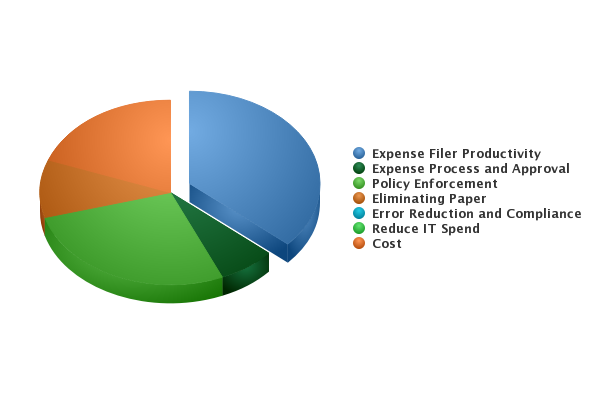 Expense Filer Productivity
Expense Process and Approval
Policy Enforcement
Eliminating Paper
Error Reduction and Compliance
Reduce IT Spend
Cost